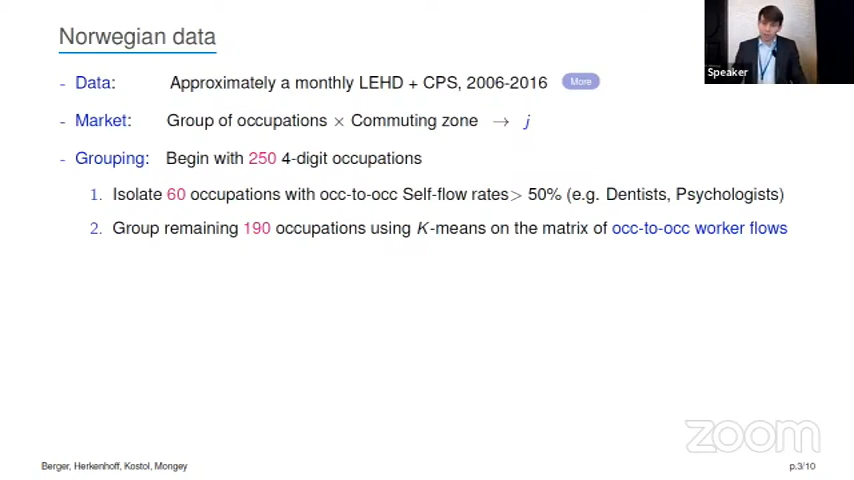 Norwegian data
- Data: Approximately a monthly LEHD + CPS, 2006-2016 More
- Market: Group of occupations × Commuting zone → j
- Grouping: Begin with 250 4-digit occupations
1. Isolate 60 occupations with occ-to-occ Self-flow rates> 50% (e.g. Dentists, Psychologists)
2. Group remaining 190 occupations using K-means on the matrix of occ-to-occ worker flows
Speaker
zoom
Berger, Herkenhoff, Kostol, Mongey
p.3/10